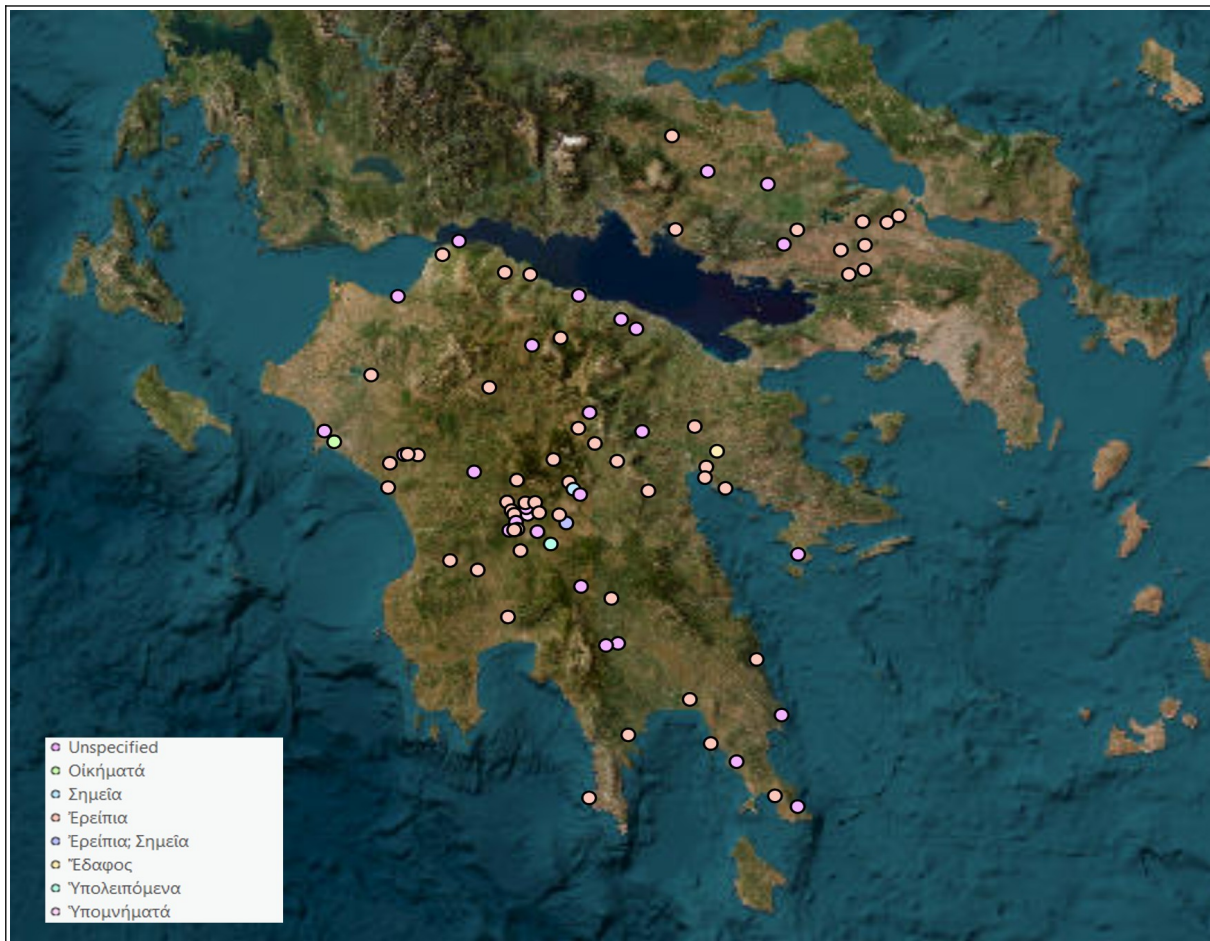 Unspecified
Οἰκήματά
Σημεῖα
Ἐρείπια
Ἐρείπια; Σημεῖα
Ἔδαφος
Ὑπολειπόμενα
Ὑπομνήματά